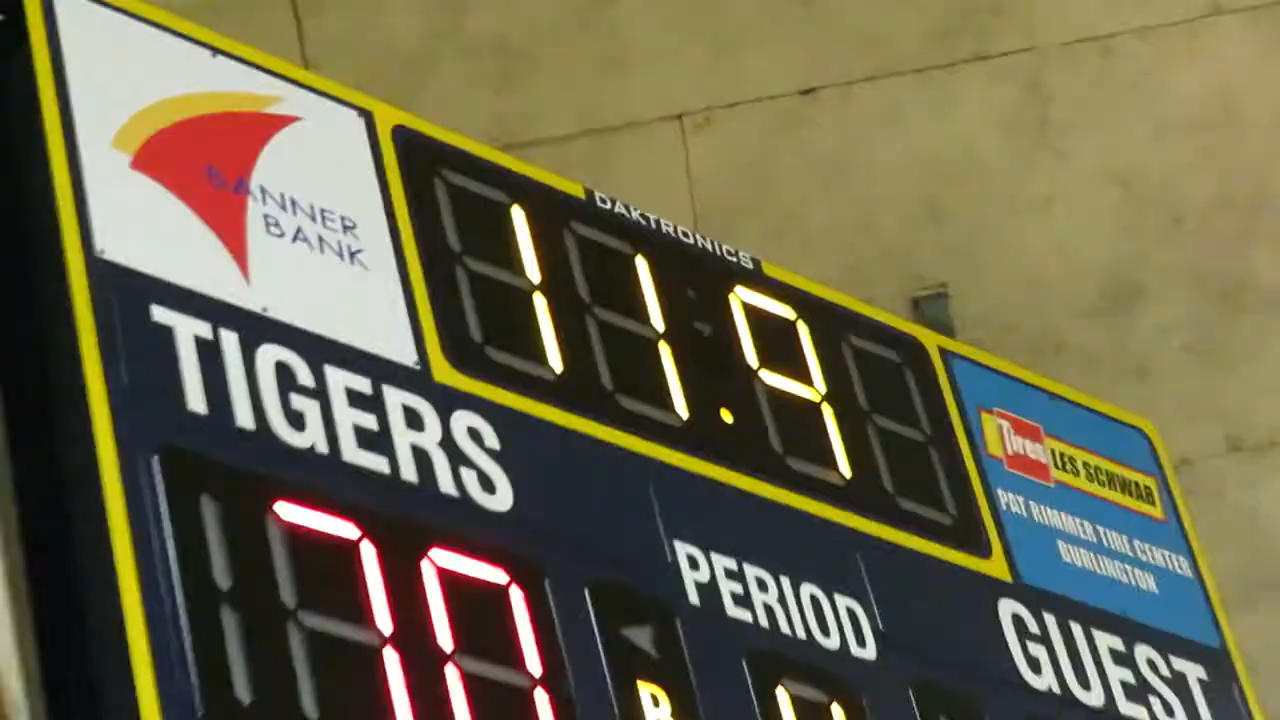 BANNER
BANK
DAKTRONICS
11.9
TIGERS
Tires LES SCHWAB
PAT RIMMER TIRE CENTER
BURLINGTON
PERIOD
GUEST
70
B